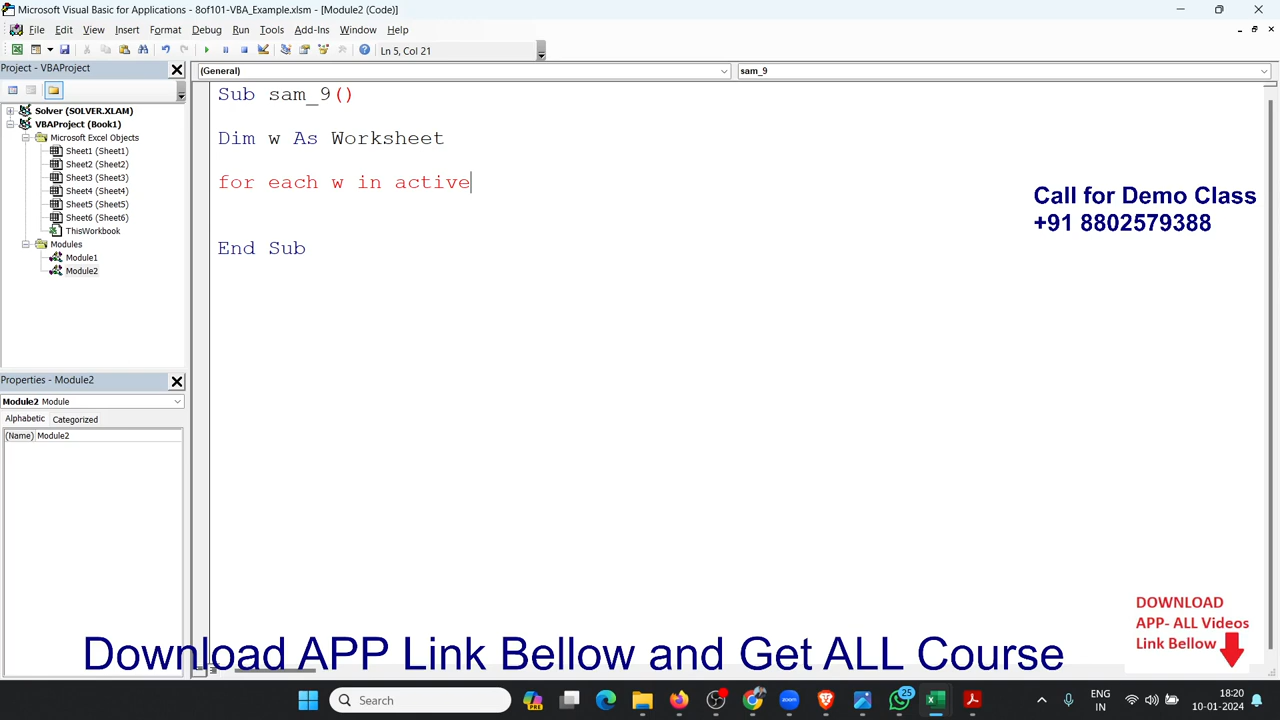 Microsoft Visual Basic for Applications - 8of101-VBA_Example.xlsm - [Module2 (Code)]
File Edit View Insert Format Debug Run Tools Add-Ins Window Help
Ln 5, Col 21
Project - VBAProject
(General)
sam_9
Solver (SOLVER.XLAM)
VBAProject (Book1)
Microsoft Excel Objects
Sheet1 (Sheet1)
Sheet2 (Sheet2)
Sheet3 (Sheet3)
Sheet4 (Sheet4)
Sheet5 (Sheet5)
Sheet6 (Sheet6)
ThisWorkbook
Modules
Module1
Module2
Sub sam_9()
Dim w As Worksheet
for each w in active
End Sub
Call for Demo Class
+91 8802579388
Properties - Module2
Module2 Module
Alphabetic Categorized
(Name) Module2
DOWNLOAD
APP- ALL Videos
Link Bellow
Download APP Link Bellow and Get ALL Course
Search
PRE
25
ENG
IN
18:20
10-01-2024